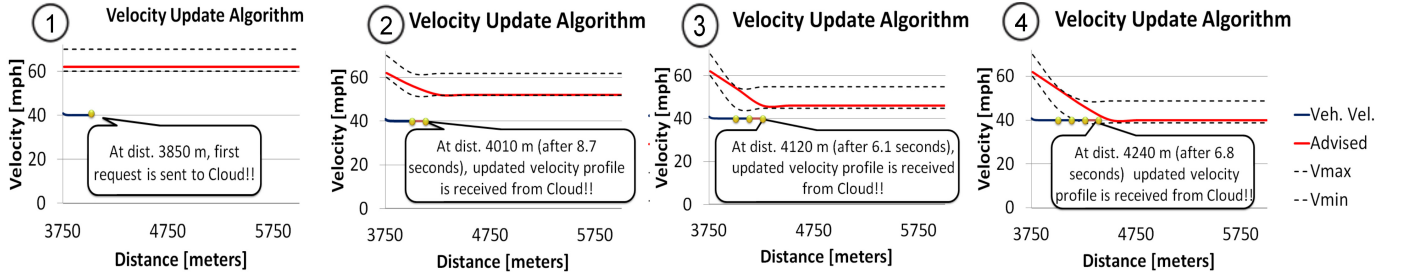 1
Velocity Update Algorithm
Velocity [mph]
60
40
20
0
At dist. 3850 m, first
request is sent to Cloud!!
3750
4750
5750
Distance [meters]
2
Velocity Update Algorithm
Velocity [mph]
60
40
20
0
At dist. 4010 m (after 8.7
seconds), updated velocity profile
is received from Cloud!!
3750
4750
5750
Distance [meters]
3
Velocity Update Algorithm
Velocity [mph]
60
40
20
0
At dist. 4120 m (after 6.1 seconds),
updated velocity profile is received
from Cloud!!
3750
4750
5750
Distance [meters]
4
Velocity Update Algorithm
Velocity [mph]
60
40
20
0
At dist. 4240 m (after 6.8
seconds) updated velocity
profile is received from Cloud!!
3750
4750
5750
Distance [meters]
Veh. Vel.
Advised
Vmax
Vmin